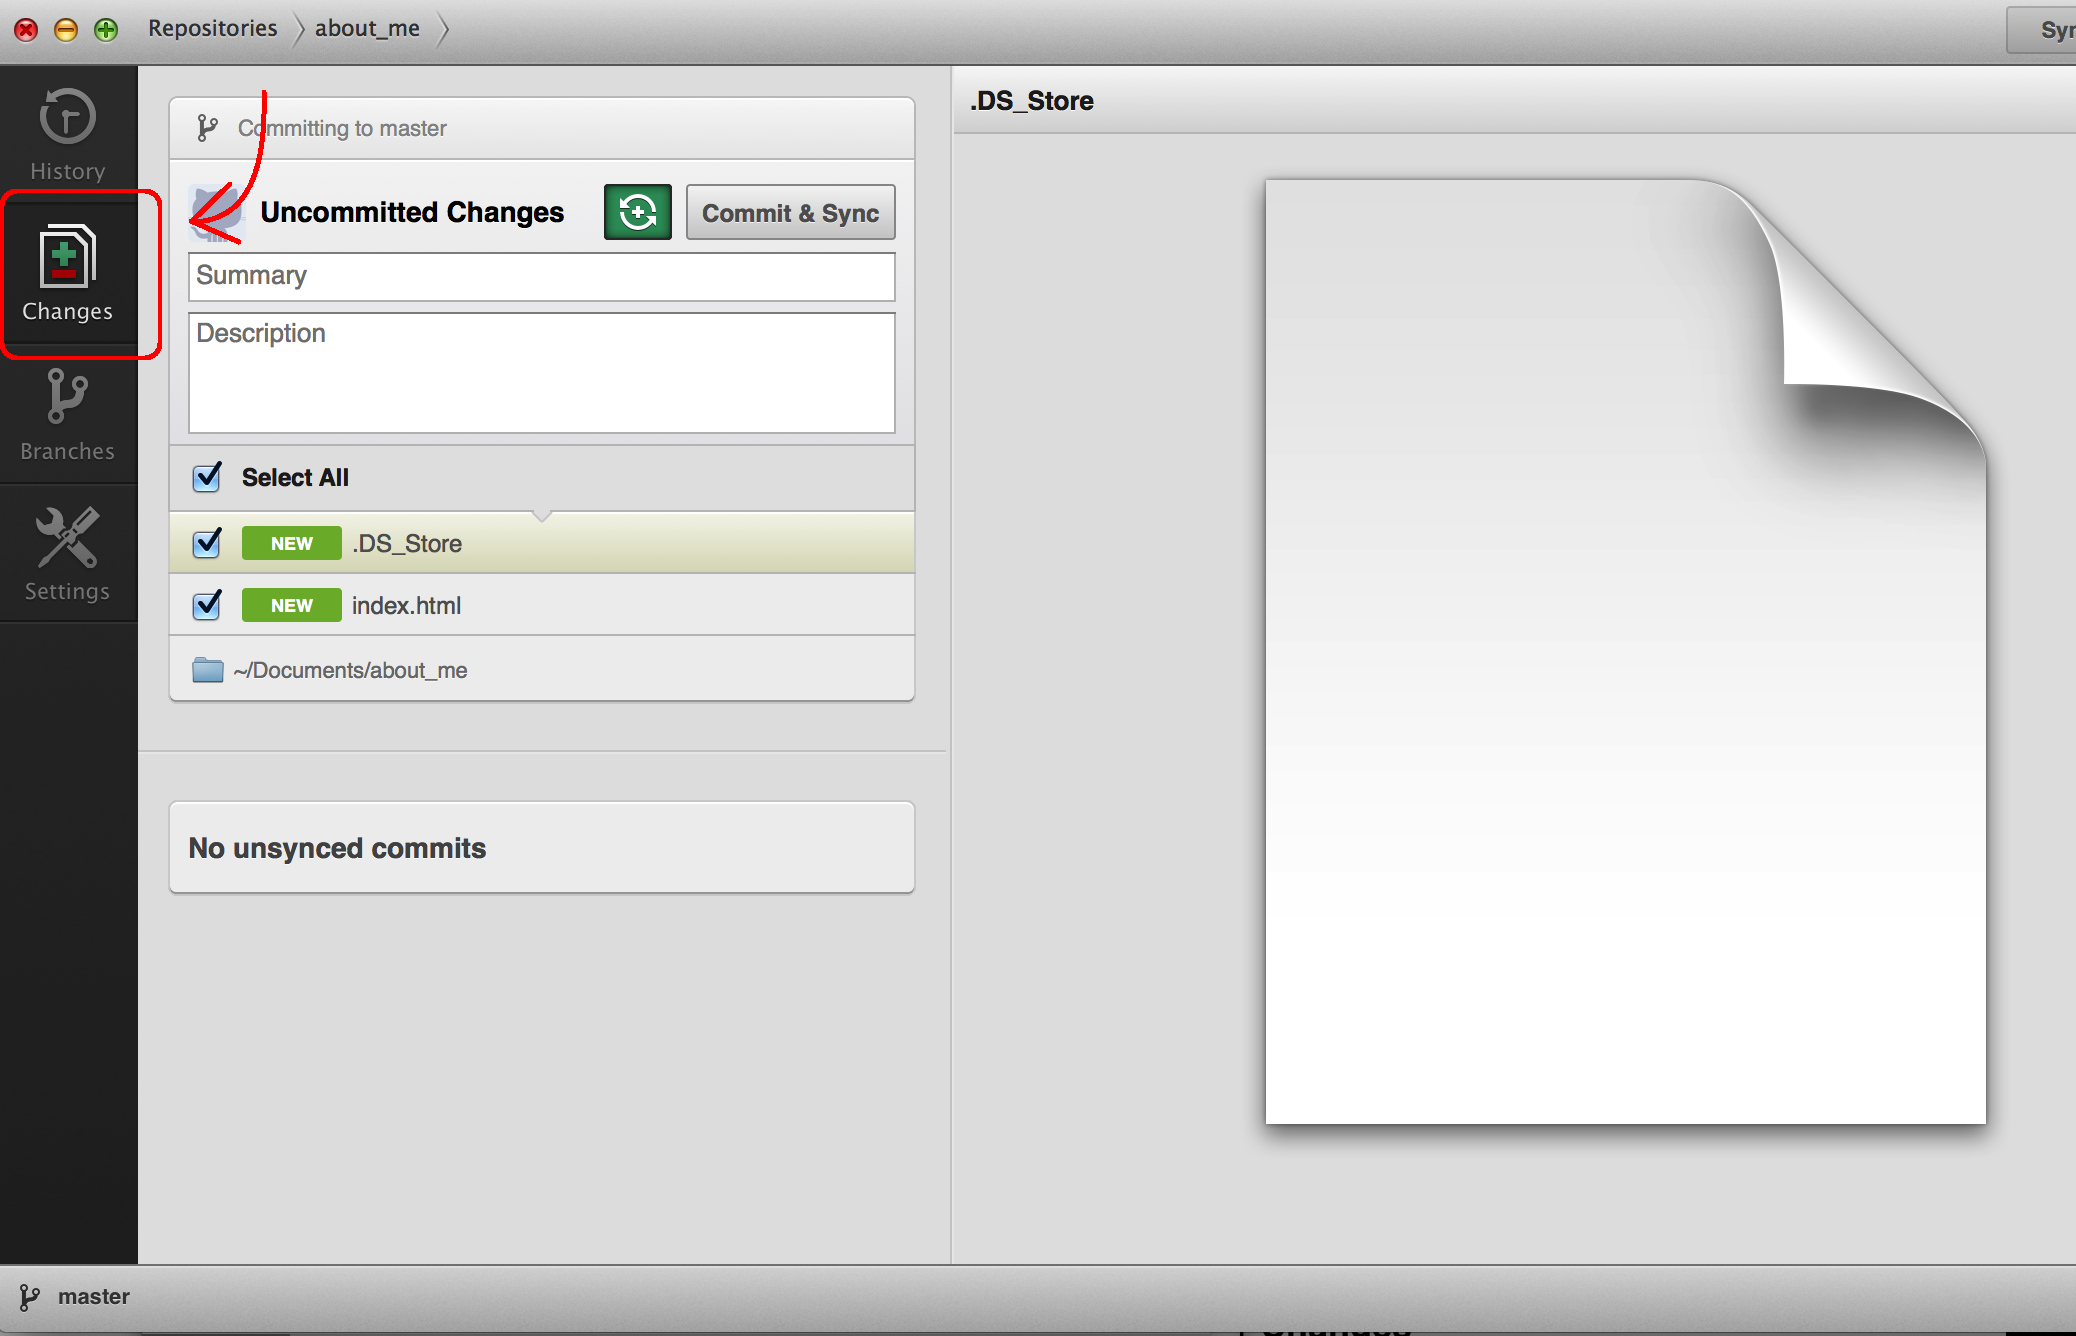 Repositories
about_me
Syn
History
Changes
Branches
Settings
Committing to master
Uncommitted Changes
Commit & Sync
Summary
Description
Select All
NEW .DS_Store
NEW index.html
~/Documents/about_me
No unsynced commits
.DS_Store
master